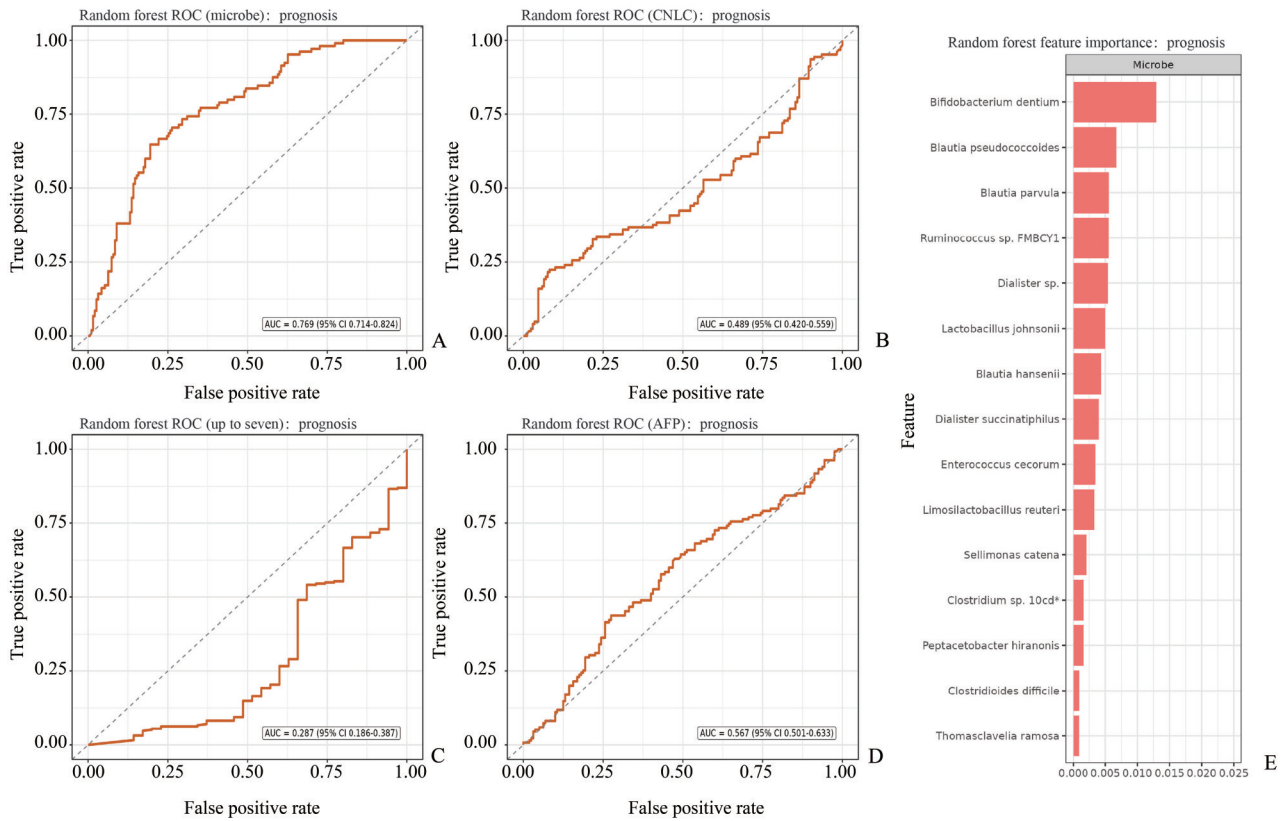 Random forest ROC (microbe): prognosis
1.00
0.75
0.50
0.25
0.00
True positive rate
AUC = 0.769 (95% CI 0.714-0.824)
0.00 0.25 0.50 0.75 1.00
False positive rate
A
Random forest ROC (CNLC): prognosis
1.00
0.75
0.50
0.25
0.00
True positive rate
AUC = 0.489 (95% CI 0.420-0.559)
0.00 0.25 0.50 0.75 1.00
False positive rate
B
Random forest ROC (up to seven): prognosis
1.00
0.75
0.50
0.25
0.00
True positive rate
AUC = 0.287 (95% CI 0.186-0.387)
0.00 0.25 0.50 0.75 1.00
False positive rate
C
Random forest ROC (AFP): prognosis
1.00
0.75
0.50
0.25
0.00
True positive rate
AUC = 0.567 (95% CI 0.501-0.633)
0.00 0.25 0.50 0.75 1.00
False positive rate
D
Random forest feature importance: prognosis
Microbe
Feature
Bifidobacterium dentium
Blautia pseudococcoides
Blautia parvula
Ruminococcus sp. FMBCY1
Dialister sp.
Lactobacillus johnsonii
Blautia hansenii
Dialister succinatiphilus
Enterococcus cecorum
Limosilactobacillus reuteri
Sellimonas catena
Clostridium sp. 10cd*
Peptacetobacter hiranonis
Clostridioides difficile
Thomasclavelia ramosa
0.000 0.005 0.010 0.015 0.020 0.025
E